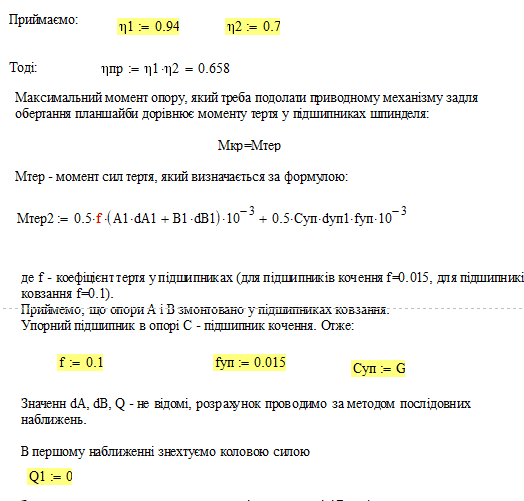 Приймаємо: η1 := 0.94 η2 := 0.7
Тоді: ηпр := η1·η2 = 0.658
Максимальний момент опору, який треба подолати приводному механізму задля
обертання планшайби дорівнює моменту тертя у підшипниках шпинделя:
Мкр=Мтер
Мтер - момент сил тертя, який визначається за формулою:
Мтер2 := 0.5·f·(A1·dA1 + B1·dB1)·10^-3 + 0.5·Суп·dуп1·fуп·10^-3
де f - коефіцієнт тертя у підшипниках (для підшипників кочення f=0.015, для підшипникі
ковзання f=0.1).
Приймемо, що опори А і В змонтовано у підшипниках ковзання.
Упорний підшипник в опорі С - підшипник кочення. Отже:
f := 0.1 fуп := 0.015 Суп := G
Значенн dA, dB, Q - не відомі, розрахунок проводимо за методом послідовних
наближень.
В першому наближенні знехтуємо коловою силою
Q1 := 0